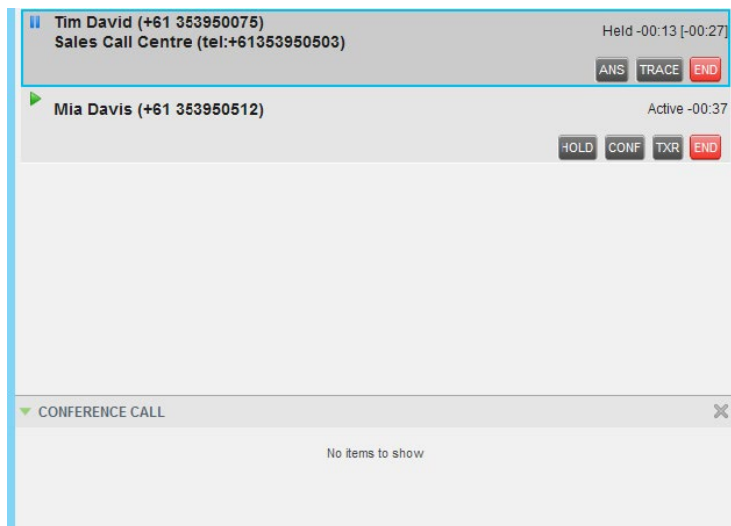 Tim David (+61 353950075)
Held -00:13 [-00:27]
Sales Call Centre (tel:+61353950503)
ANS TRACE END
Mia Davis (+61 353950512)
Active -00:37
HOLD CONF TXR END
CONFERENCE CALL
No items to show